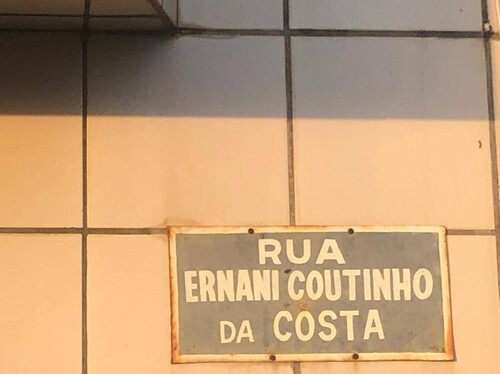 RUA
ERNANI COUTINHO
DA COSTA